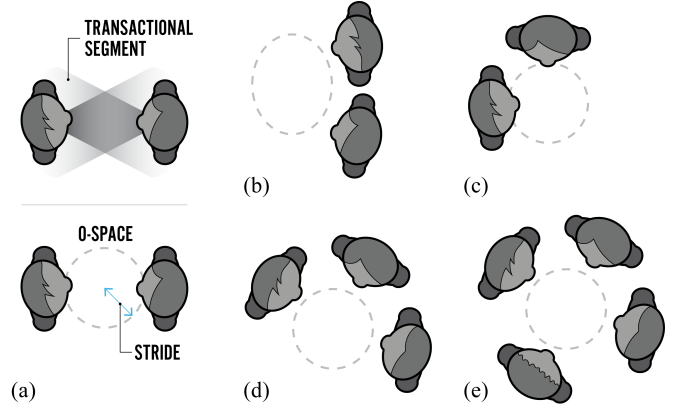 TRANSACTIONAL
SEGMENT
(b)
(c)
O-SPACE
STRIDE
(a)
(d)
(e)